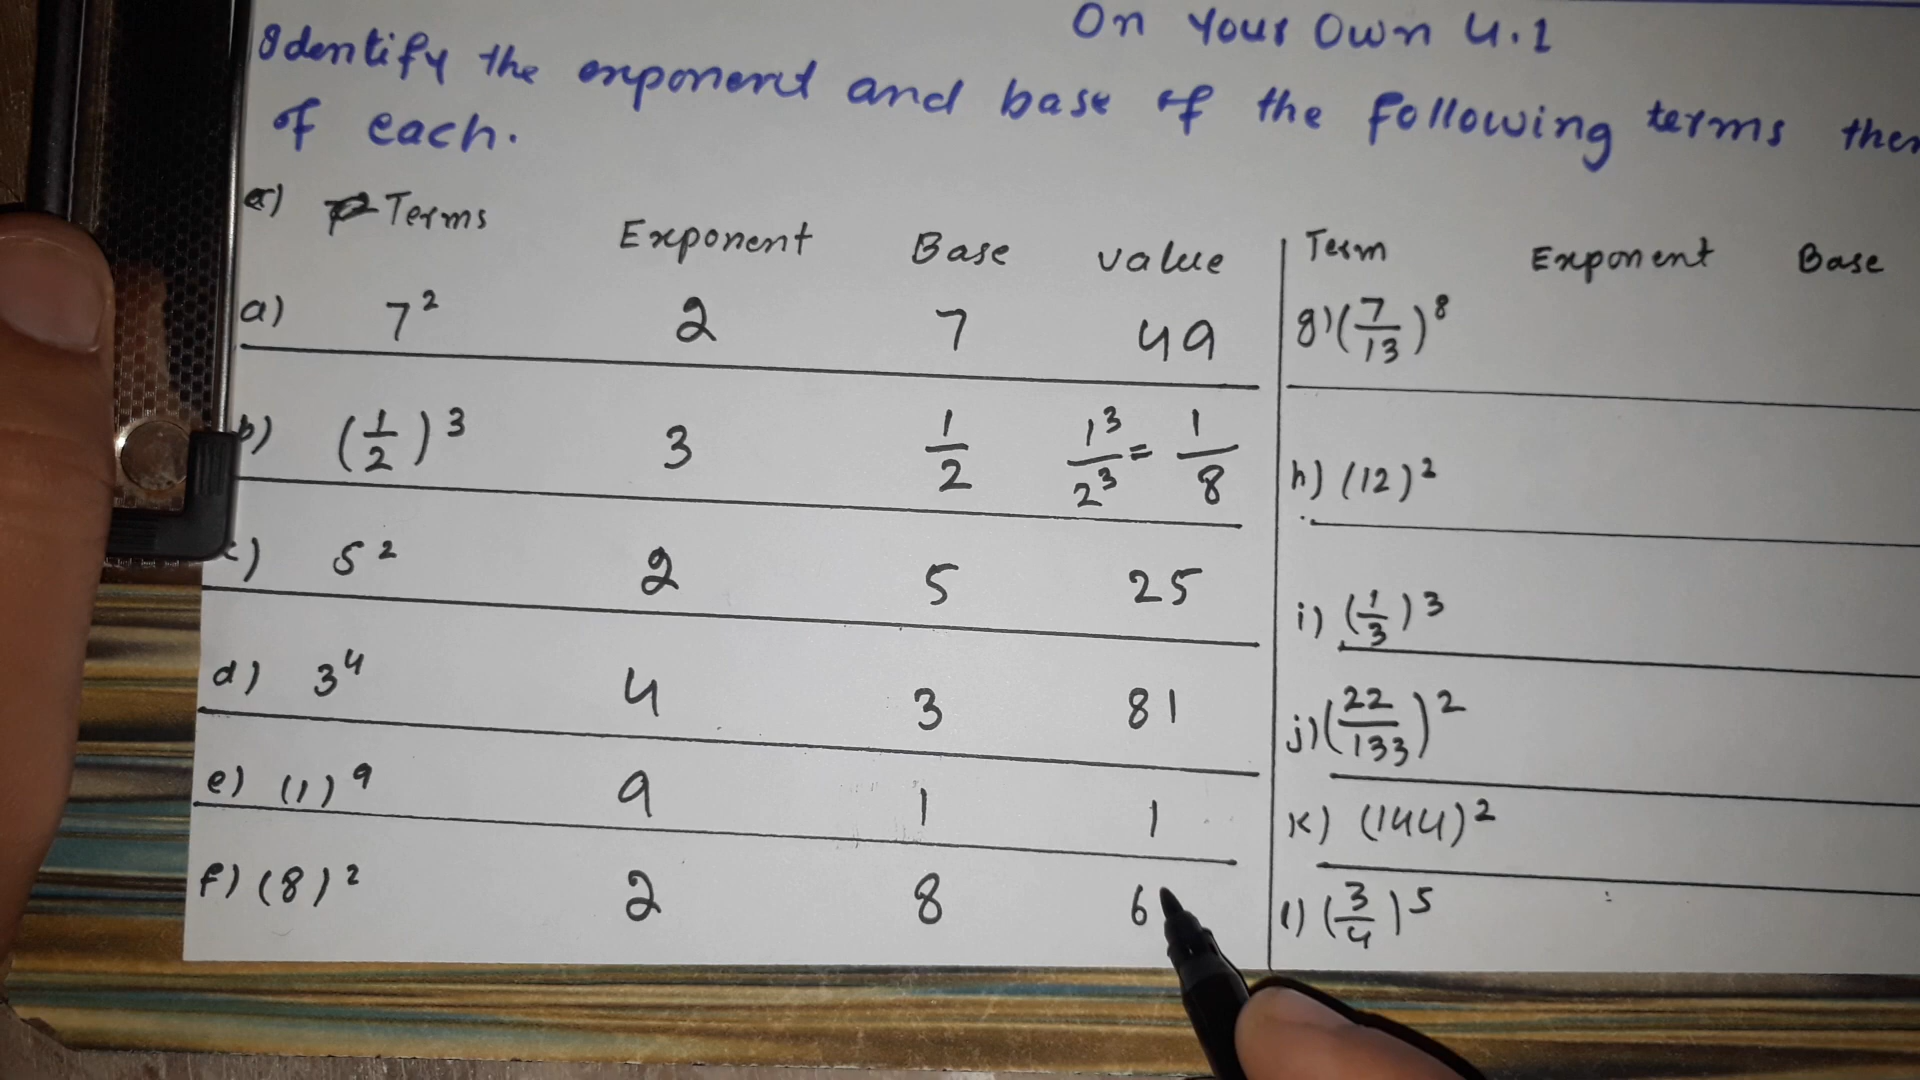 On Your Own 4.1
Identify the exponent and base of the following terms then
of each.
a) Terms Exponent Base value
a) 7² 2 7 49
b) (1/2)³ 3 1/2 1³/2³ = 1/8
c) 5² 2 5 25
d) 3⁴ 4 3 81
e) (1)⁹ 9 1 1
f) (8)² 2 8 6
Term Exponent Base
g) (7/13)⁸
h) (12)²
i) (1/3)³
j) (22/133)²
k) (144)²
l) (3/4)⁵